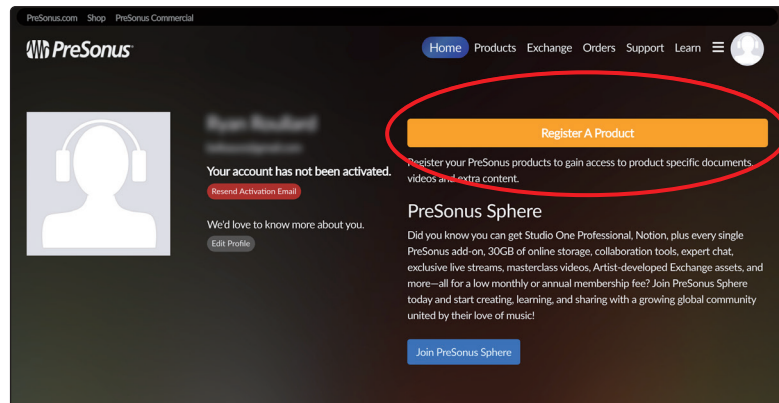 PreSonus.com Shop PreSonus Commercial
PreSonus
Home Products Exchange Orders Support Learn
Register A Product
Your account has not been activated.
Resend Activation Email
We'd love to know more about you.
Edit Profile
Register your PreSonus products to gain access to product specific documents,
videos and extra content.
PreSonus Sphere
Did you know you can get Studio One Professional, Notion, plus every single
PreSonus add-on, 30GB of online storage, collaboration tools, expert chat,
exclusive live streams, masterclass videos, Artist-developed Exchange assets, and
more—all for a low monthly or annual membership fee? Join PreSonus Sphere
today and start creating, learning, and sharing with a growing global community
united by their love of music!
Join PreSonus Sphere